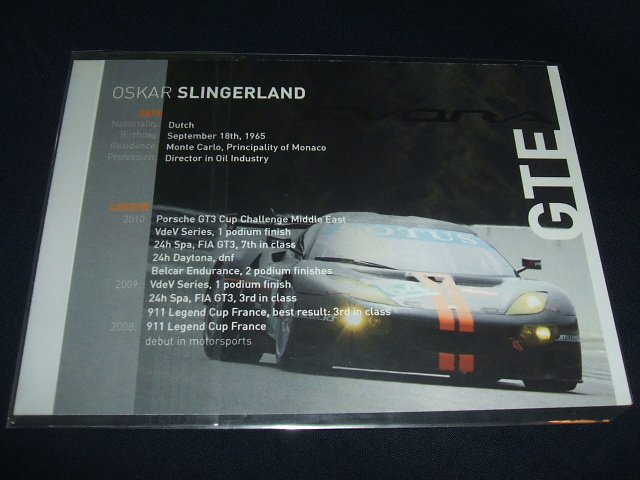 OSKAR SLINGERLAND
DATA
Nationality: Dutch
Birthday: September 18th, 1965
Residence: Monte Carlo, Principality of Monaco
Profession: Director in Oil Industry
CAREER
2010: Porsche GT3 Cup Challenge Middle East
VdeV Series, 1 podium finish
24h Spa, FIA GT3, 7th in class
24h Daytona, dnf
Belcar Endurance, 2 podium finishes
2009: VdeV Series, 1 podium finish
24h Spa, FIA GT3, 3rd in class
911 Legend Cup France, best result: 3rd in class
2008: 911 Legend Cup France
debut in motorsports
EVORA
GTE
LOTUS